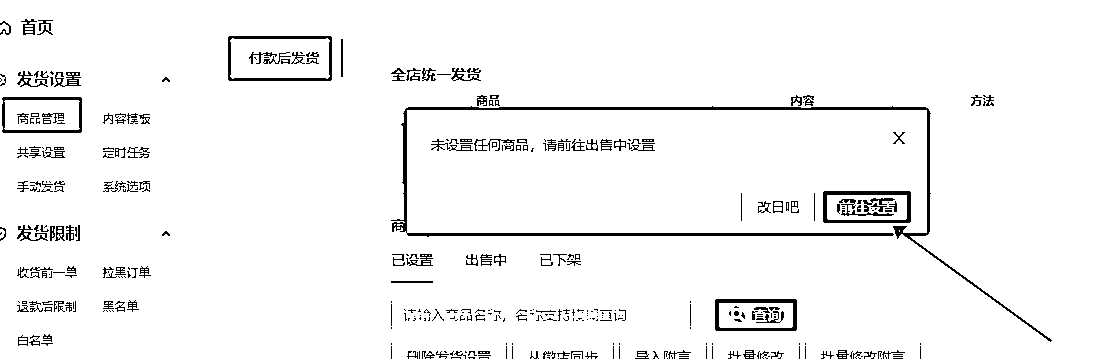 首页
付款后发货
发货设置
商品管理 内容模板
共享设置 定时任务
手动发货 系统选项
发货限制
收货前一单 拉黑订单
退款后限制 黑名单
白名单
全店统一发货
商品 内容 方法
未设置任何商品，请前往出售中设置 X
改日吧 前往设置
商
已设置 出售中 已下架
请输入商品名称，名称支持模糊查询 查询
删除发货设置 从微店同步 导入附言 批量修改 批量修改附言